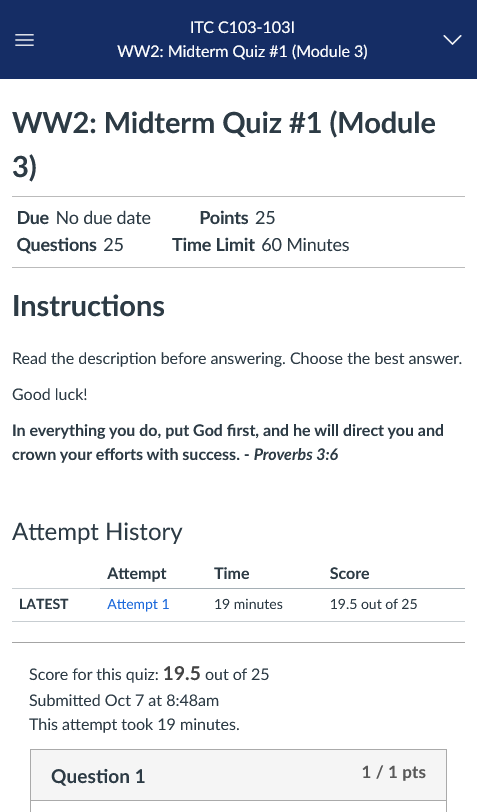 ITC C103-103I
WW2: Midterm Quiz #1 (Module 3)
WW2: Midterm Quiz #1 (Module
3)
Due No due date Points 25
Questions 25 Time Limit 60 Minutes
Instructions
Read the description before answering. Choose the best answer.
Good luck!
In everything you do, put God first, and he will direct you and
crown your efforts with success. - Proverbs 3:6
Attempt History
Attempt Time Score
LATEST Attempt 1 19 minutes 19.5 out of 25
Score for this quiz: 19.5 out of 25
Submitted Oct 7 at 8:48am
This attempt took 19 minutes.
Question 1 1 / 1 pts